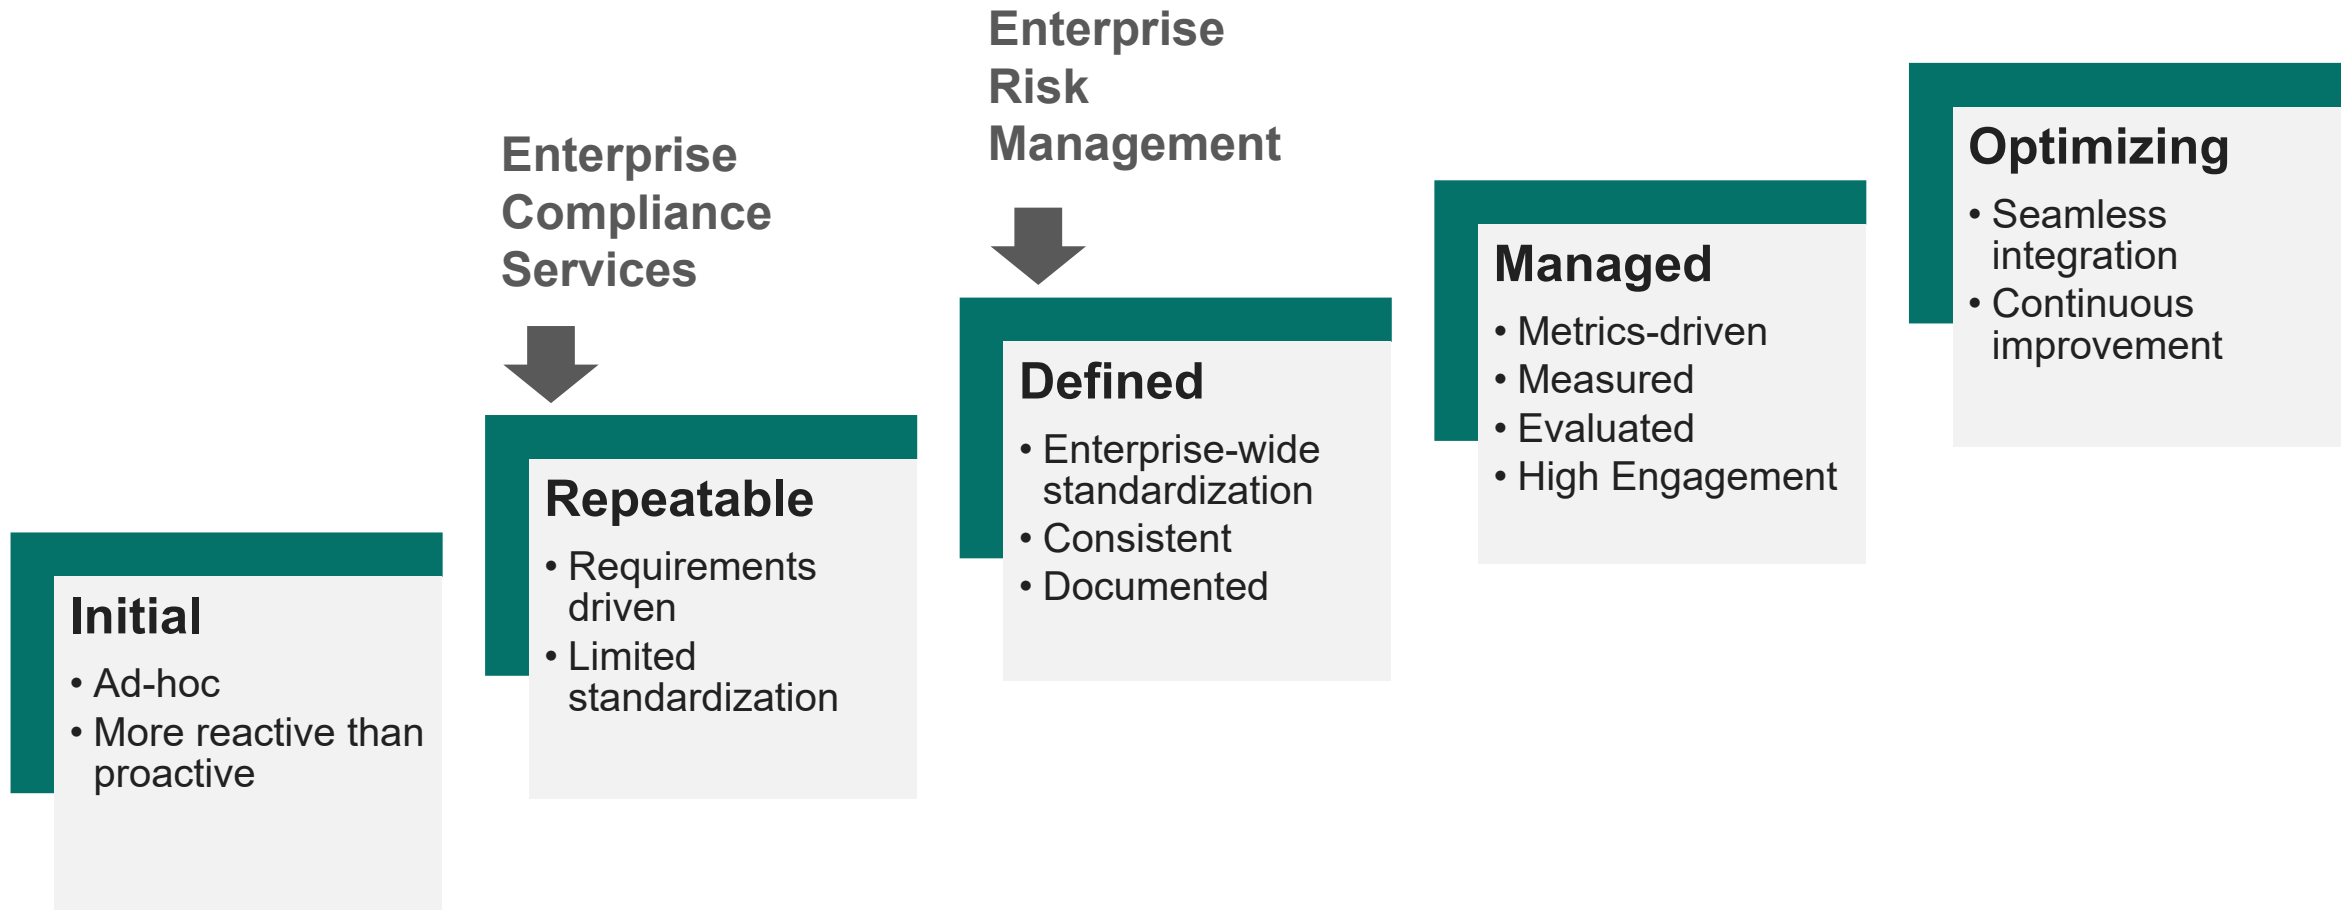 Enterprise
Compliance
Services
Enterprise
Risk
Management
Initial
• Ad-hoc
• More reactive than
proactive
Repeatable
• Requirements
driven
• Limited
standardization
Defined
• Enterprise-wide
standardization
• Consistent
• Documented
Managed
• Metrics-driven
• Measured
• Evaluated
• High Engagement
Optimizing
• Seamless
integration
• Continuous
improvement